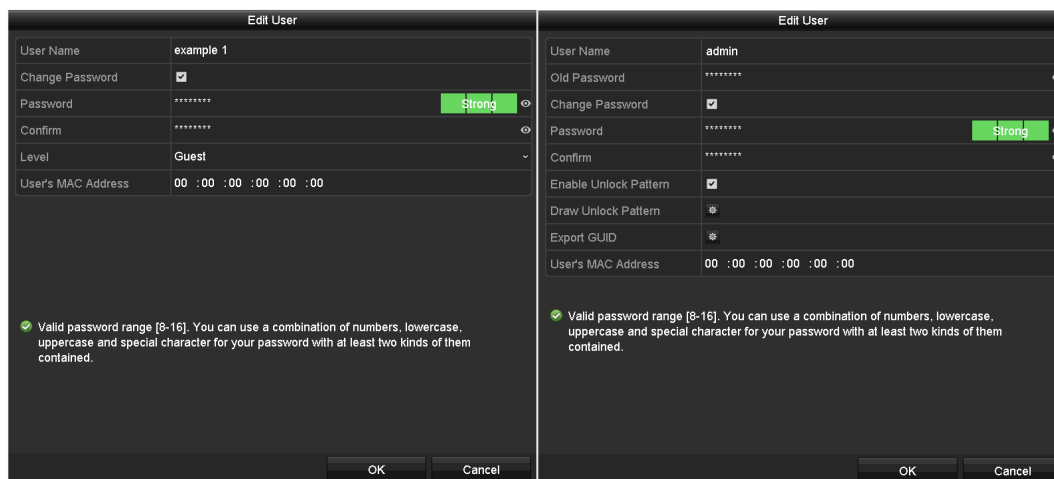 Edit User
User Name example 1
Change Password
Password ******** Strong
Confirm ********
Level Guest
User's MAC Address 00 :00 :00 :00 :00 :00
Valid password range [8-16]. You can use a combination of numbers, lowercase,
uppercase and special character for your password with at least two kinds of them
contained.
OK Cancel
Edit User
User Name admin
Old Password ********
Change Password
Password ******** Strong
Confirm ********
Enable Unlock Pattern
Draw Unlock Pattern
Export GUID
User's MAC Address 00 :00 :00 :00 :00 :00
Valid password range [8-16]. You can use a combination of numbers, lowercase,
uppercase and special character for your password with at least two kinds of them
contained.
OK Cancel